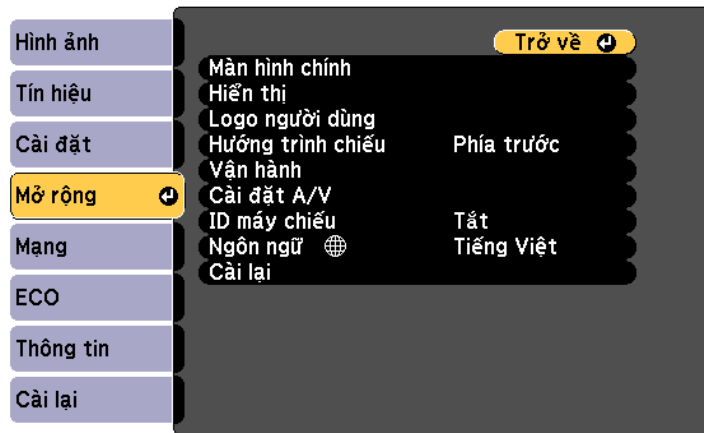 Hình ảnh
Tín hiệu
Cài đặt
Mở rộng
Mạng
ECO
Thông tin
Cài lại
Trở về
Màn hình chính
Hiển thị
Logo người dùng
Hướng trình chiếu Phía trước
Vận hành
Cài đặt A/V
ID máy chiếu Tắt
Ngôn ngữ Tiếng Việt
Cài lại